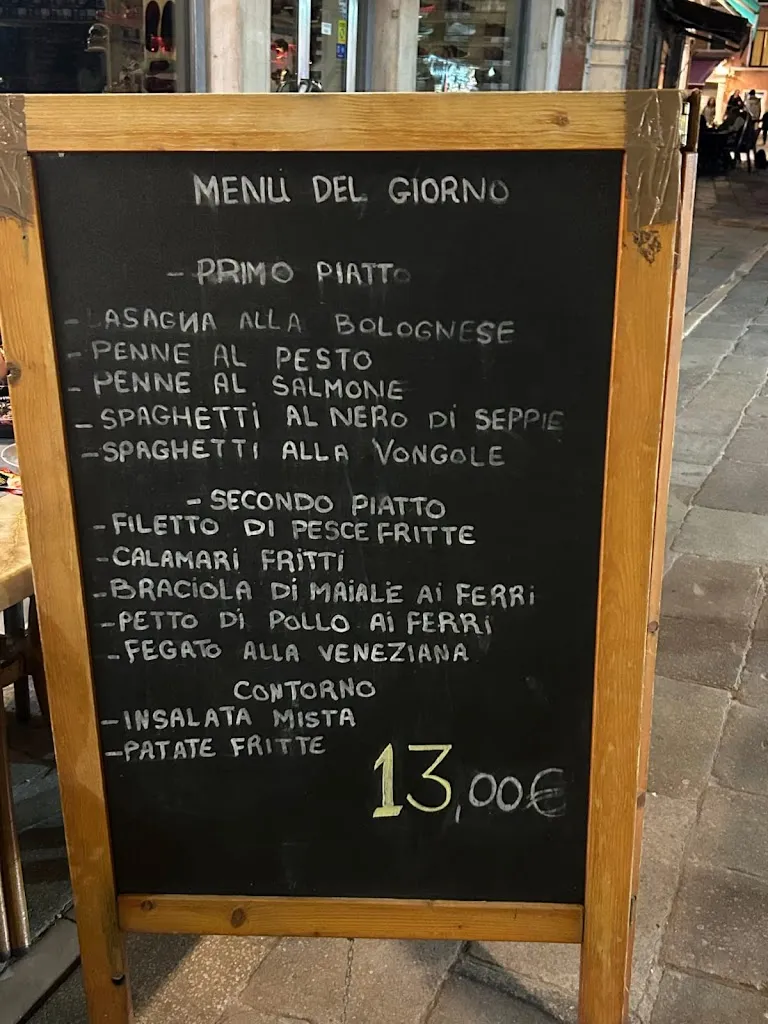 MENU DEL GIORNO
- PRIMO PIATTO
- LASAGNA ALLA BOLOGNESE
- PENNE AL PESTO
- PENNE AL SALMONE
- SPAGHETTI AL NERO DI SEPPIE
- SPAGHETTI ALLA VONGOLE
- SECONDO PIATTO
- FILETTO DI PESCE FRITTE
- CALAMARI FRITTI
- BRACIOLA DI MAIALE AI FERRI
- PETTO DI POLLO AI FERRI
- FEGATO ALLA VENEZIANA
CONTORNO
- INSALATA MISTA
- PATATE FRITTE
13,00€